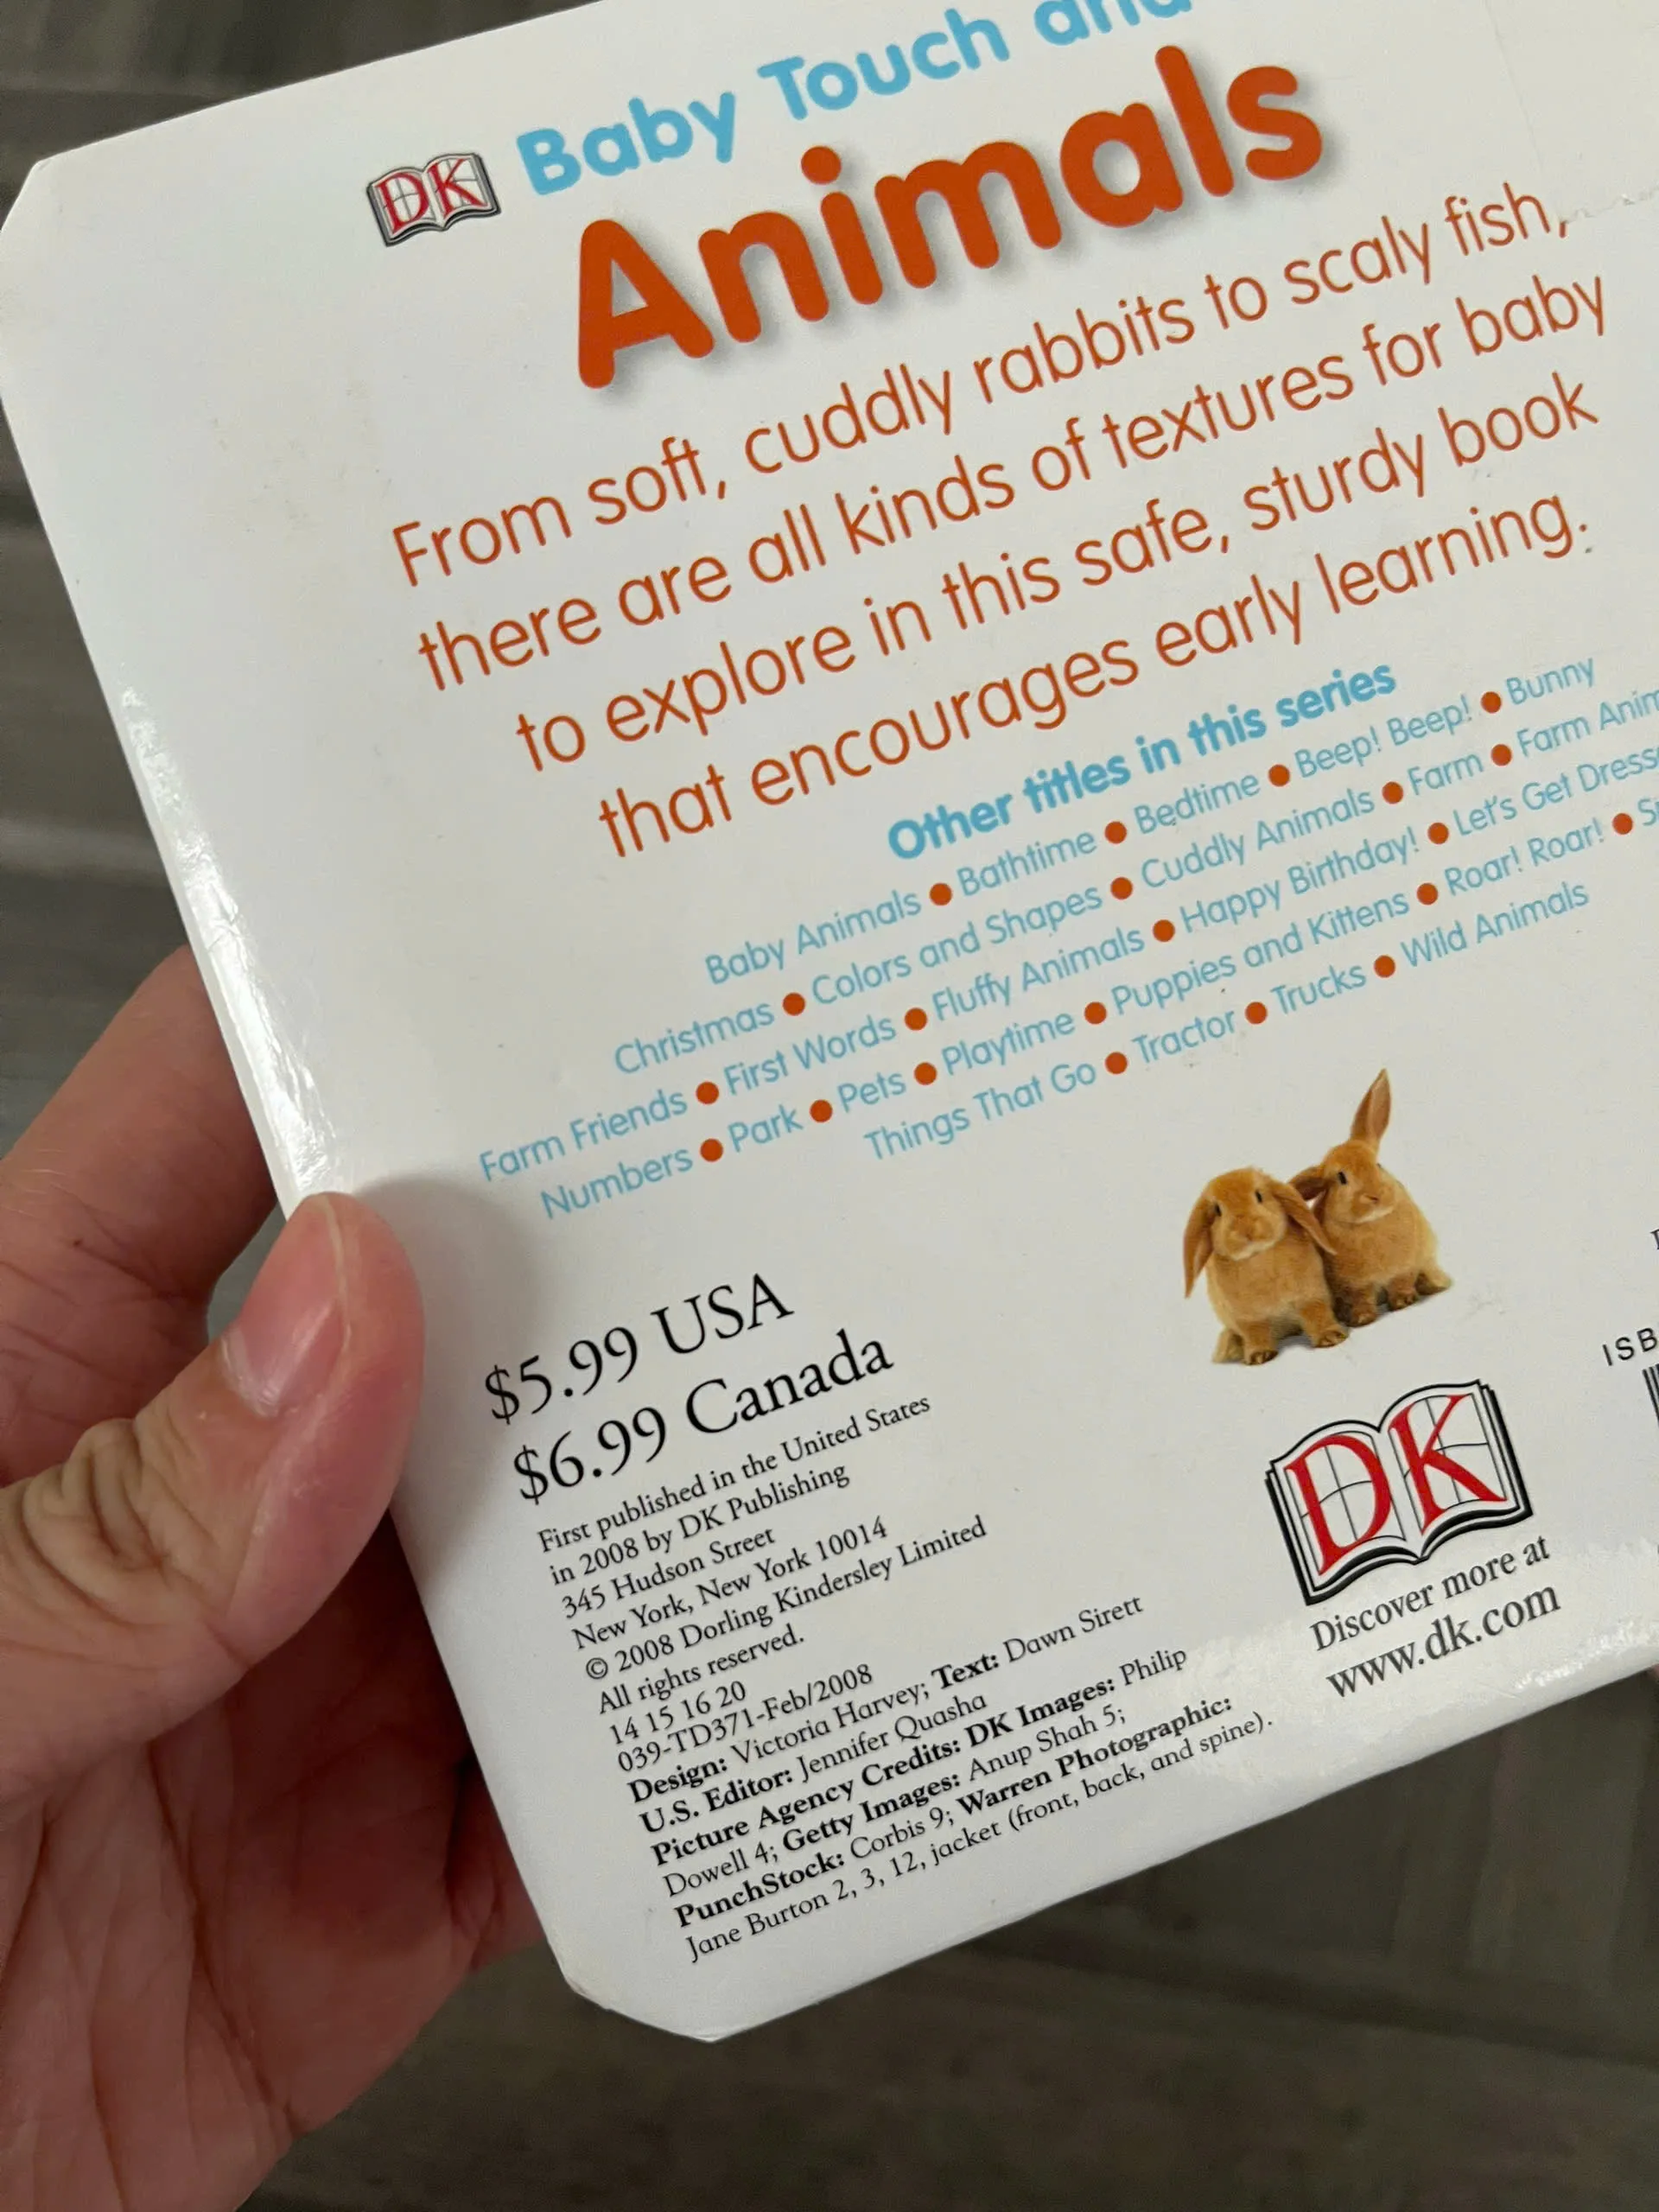 DK Baby Touch and
Animals
From soft, cuddly rabbits to scaly fish,
there are all kinds of textures for baby
to explore in this safe, sturdy book
that encourages early learning.
Other titles in this series
Baby Animals ● Bathtime ● Bedtime ● Beep! Beep! ● Bunny
Christmas ● Colors and Shapes ● Cuddly Animals ● Farm ● Farm Anim
Farm Friends ● First Words ● Fluffy Animals ● Happy Birthday! ● Let's Get Dress
Numbers ● Park ● Pets ● Playtime ● Puppies and Kittens ● Roar! Roar! ●
Things That Go ● Tractor ● Trucks ● Wild Animals
$5.99 USA
$6.99 Canada
First published in the United States
in 2008 by DK Publishing
345 Hudson Street
New York, New York 10014
© 2008 Dorling Kindersley Limited
All rights reserved.
14 15 16 20
039-TD371-Feb/2008
Design: Victoria Harvey; Text: Dawn Sirett
U.S. Editor: Jennifer Quasha
Picture Agency Credits: DK Images: Philip
Dowell 4; Getty Images: Anup Shah 5;
PunchStock: Corbis 9; Warren Photographic:
Jane Burton 2, 3, 12, jacket (front, back, and spine).
DK
Discover more at
www.dk.com
ISB